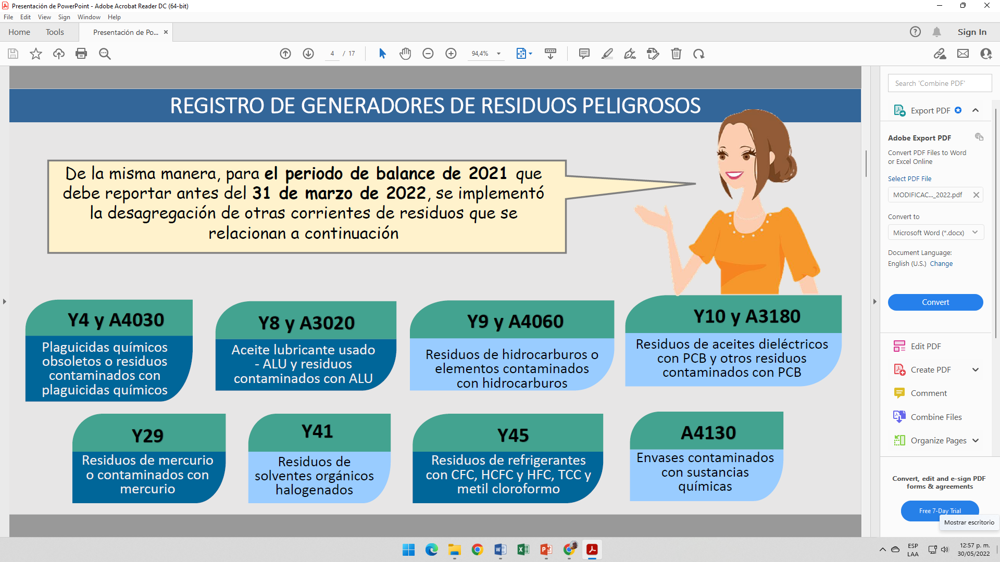 Presentación de PowerPoint - Adobe Acrobat Reader DC (64-bit)
File Edit View Sign Window Help
Home Tools Presentación de Po... × Sign In
4 / 17 94,4%
REGISTRO DE GENERADORES DE RESIDUOS PELIGROSOS
De la misma manera, para el periodo de balance de 2021 que
debe reportar antes del 31 de marzo de 2022, se implementó
la desagregación de otras corrientes de residuos que se
relacionan a continuación
Y4 y A4030
Plaguicidas químicos
obsoletos o residuos
contaminados con
plaguicidas químicos
Y8 y A3020
Aceite lubricante usado
- ALU y residuos
contaminados con ALU
Y9 y A4060
Residuos de hidrocarburos o
elementos contaminados
con hidrocarburos
Y10 y A3180
Residuos de aceites dieléctricos
con PCB y otros residuos
contaminados con PCB
Y29
Residuos de mercurio
o contaminados con
mercurio
Y41
Residuos de
solventes orgánicos
halogenados
Y45
Residuos de refrigerantes
con CFC, HCFC y HFC, TCC y
metil cloroformo
A4130
Envases contaminados
con sustancias
químicas
Search 'Combine PDF'
Export PDF
Adobe Export PDF
Convert PDF Files to Word
or Excel Online
Select PDF File
MODIFICAC..._2022.pdf
Convert to
Microsoft Word (*.docx)
Document Language:
English (U.S.) Change
Convert
Edit PDF
Create PDF
Comment
Combine Files
Organize Pages
Convert, edit and e-sign PDF
forms & agreements
Free 7-Day Trial
Mostrar escritorio
ESP
LAA
12:57 p. m.
30/05/2022